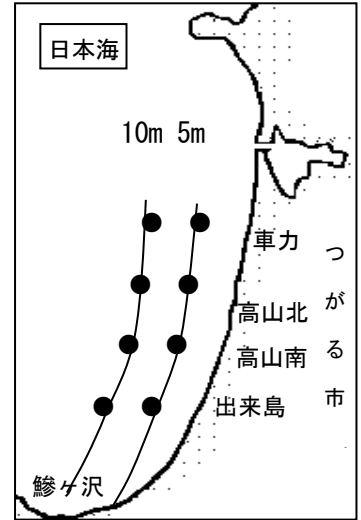 日本海
10m 5m
車力
高山北
高山南
出来島
つがる市
鰺ヶ沢